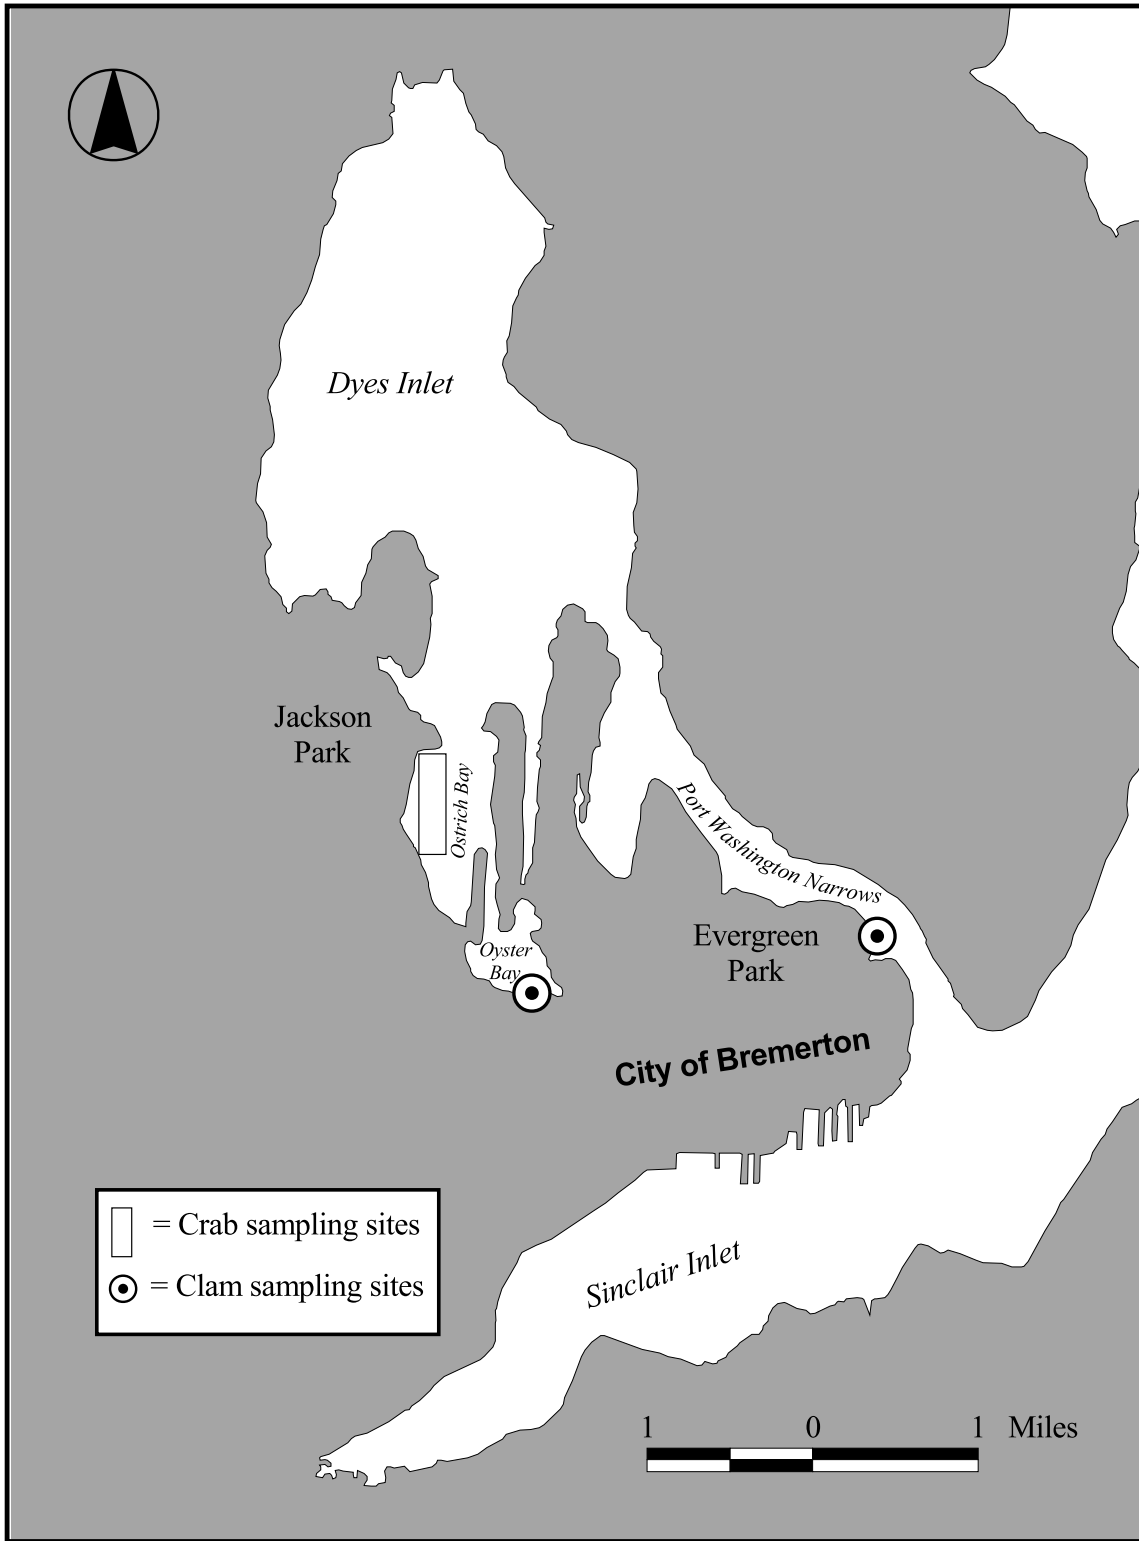 Dyes Inlet
Jackson
Park
Ostrich Bay
Port Washington Narrows
Oyster
Bay
Evergreen
Park
City of Bremerton
= Crab sampling sites
= Clam sampling sites
Sinclair Inlet
1 0 1 Miles